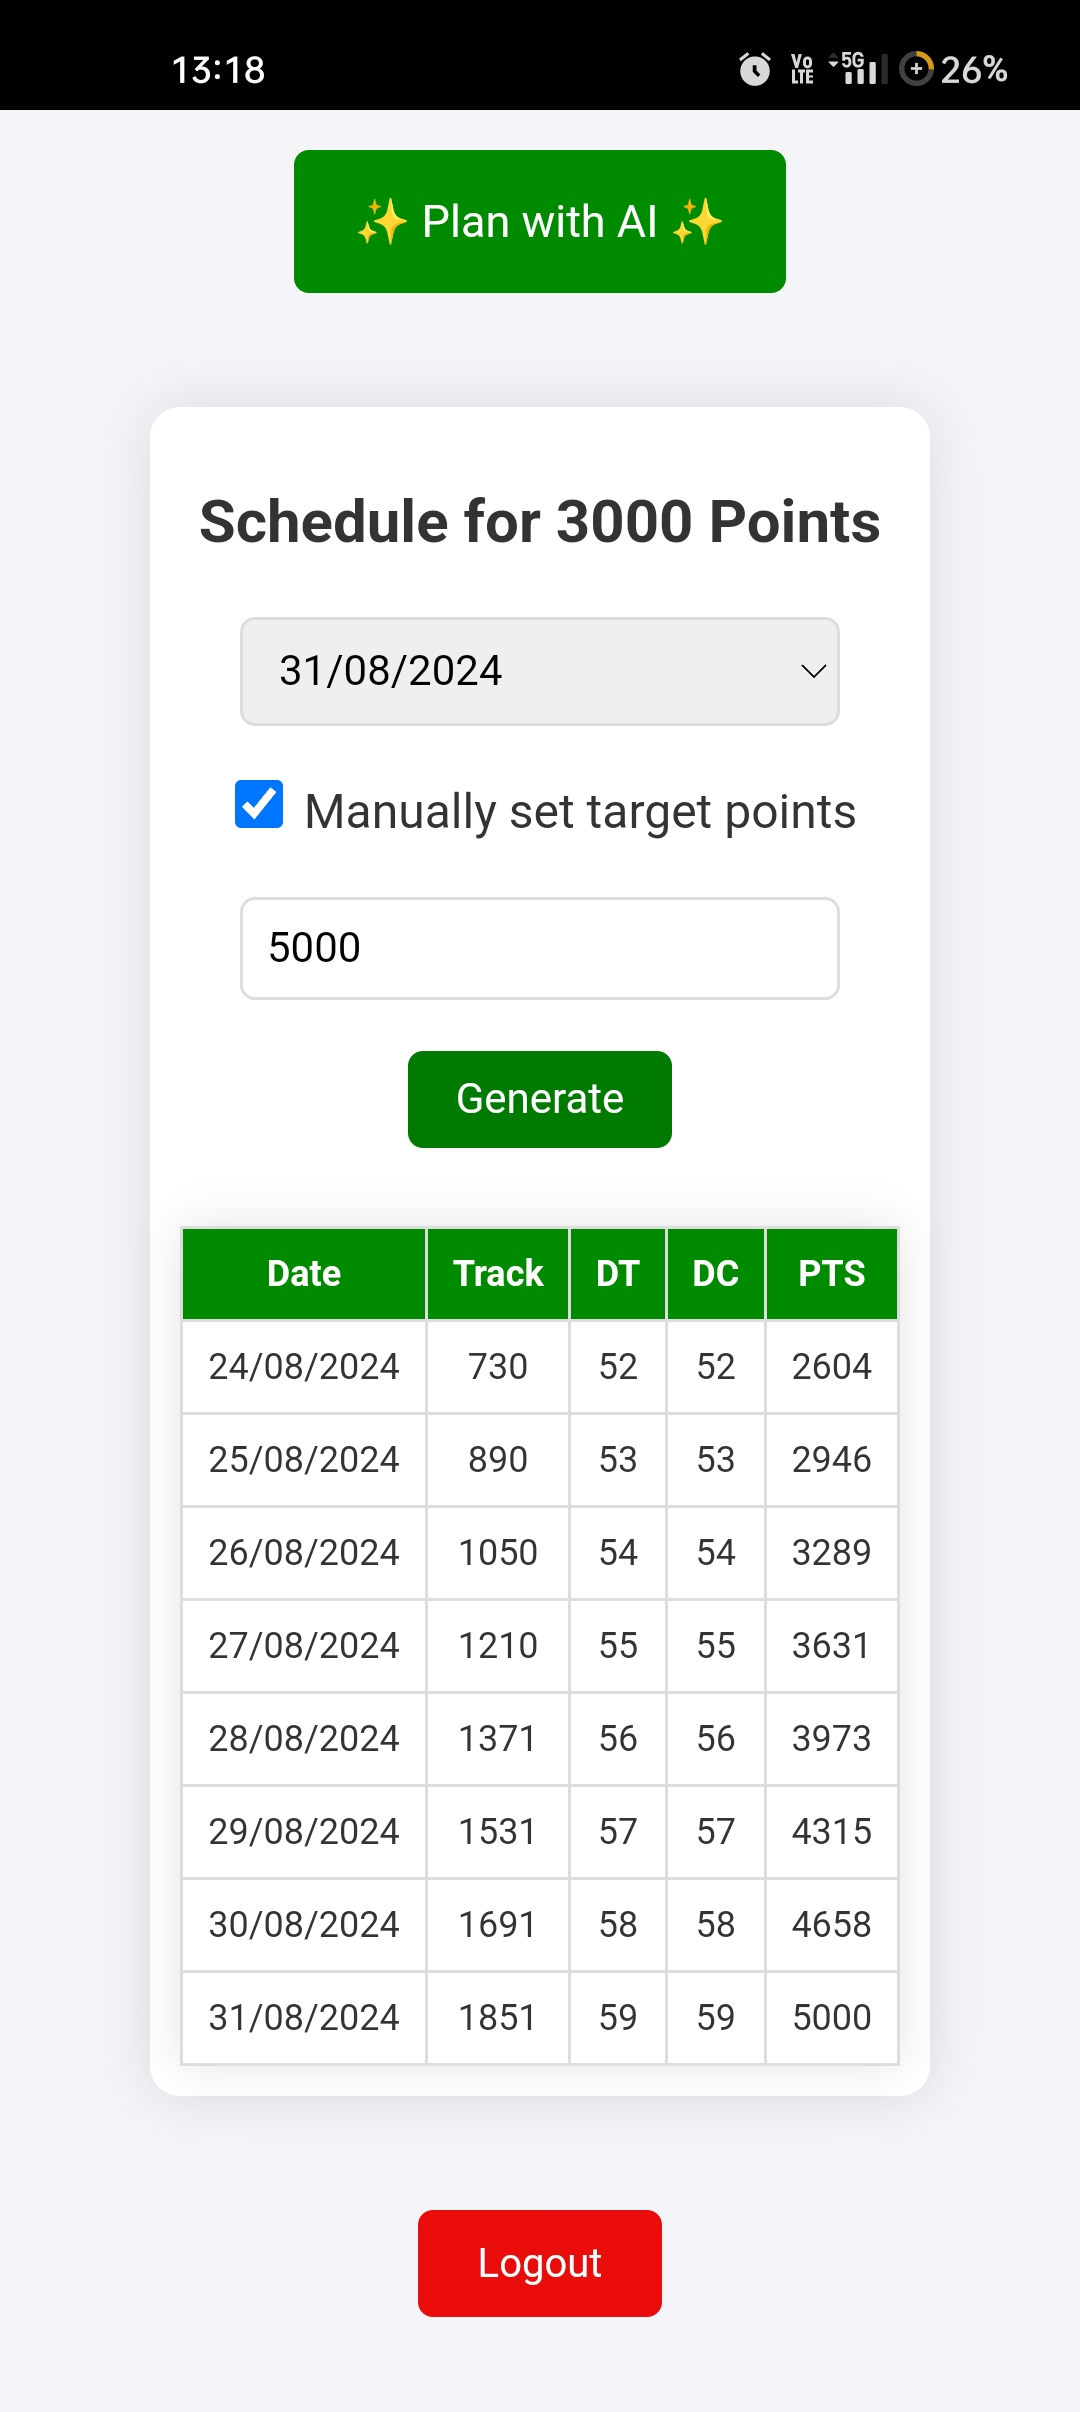 13:18 Vo LTE 5G 26%
✨ Plan with AI ✨
Schedule for 3000 Points
31/08/2024
Manually set target points
5000
Generate
Date Track DT DC PTS
24/08/2024 730 52 52 2604
25/08/2024 890 53 53 2946
26/08/2024 1050 54 54 3289
27/08/2024 1210 55 55 3631
28/08/2024 1371 56 56 3973
29/08/2024 1531 57 57 4315
30/08/2024 1691 58 58 4658
31/08/2024 1851 59 59 5000
Logout